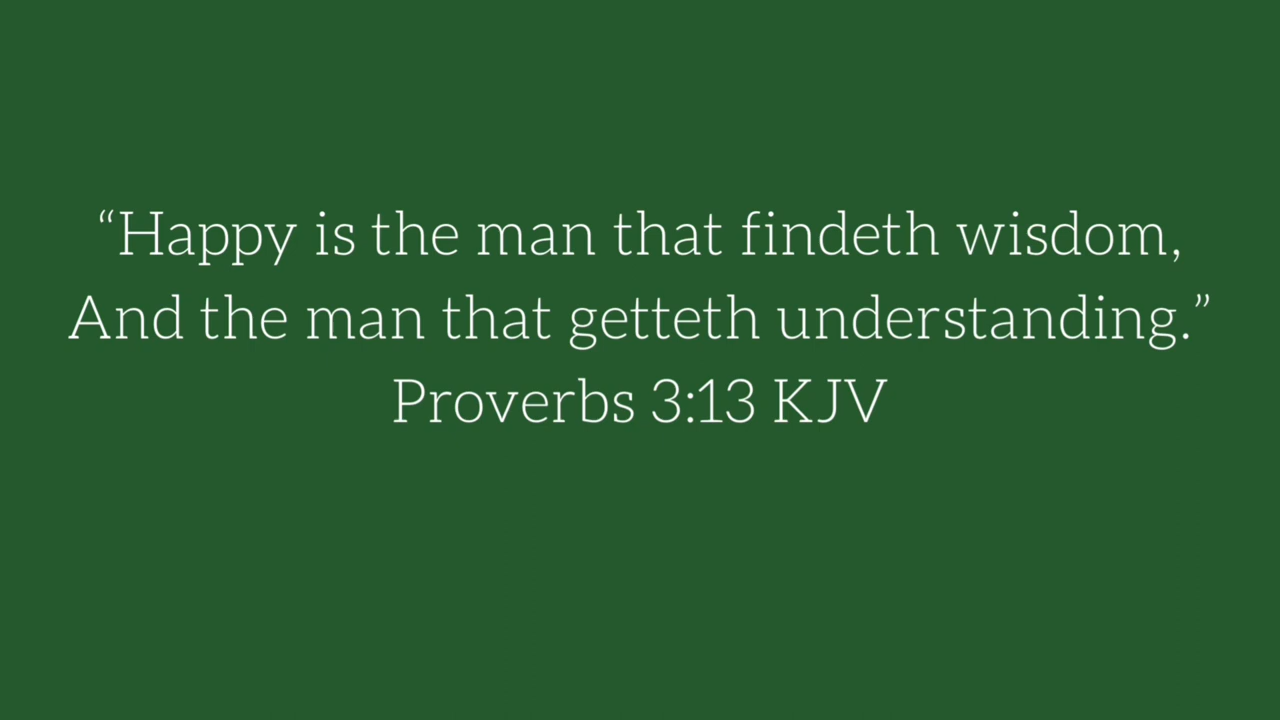 “Happy is the man that findeth wisdom,
And the man that getteth understanding.”
Proverbs 3:13 KJV